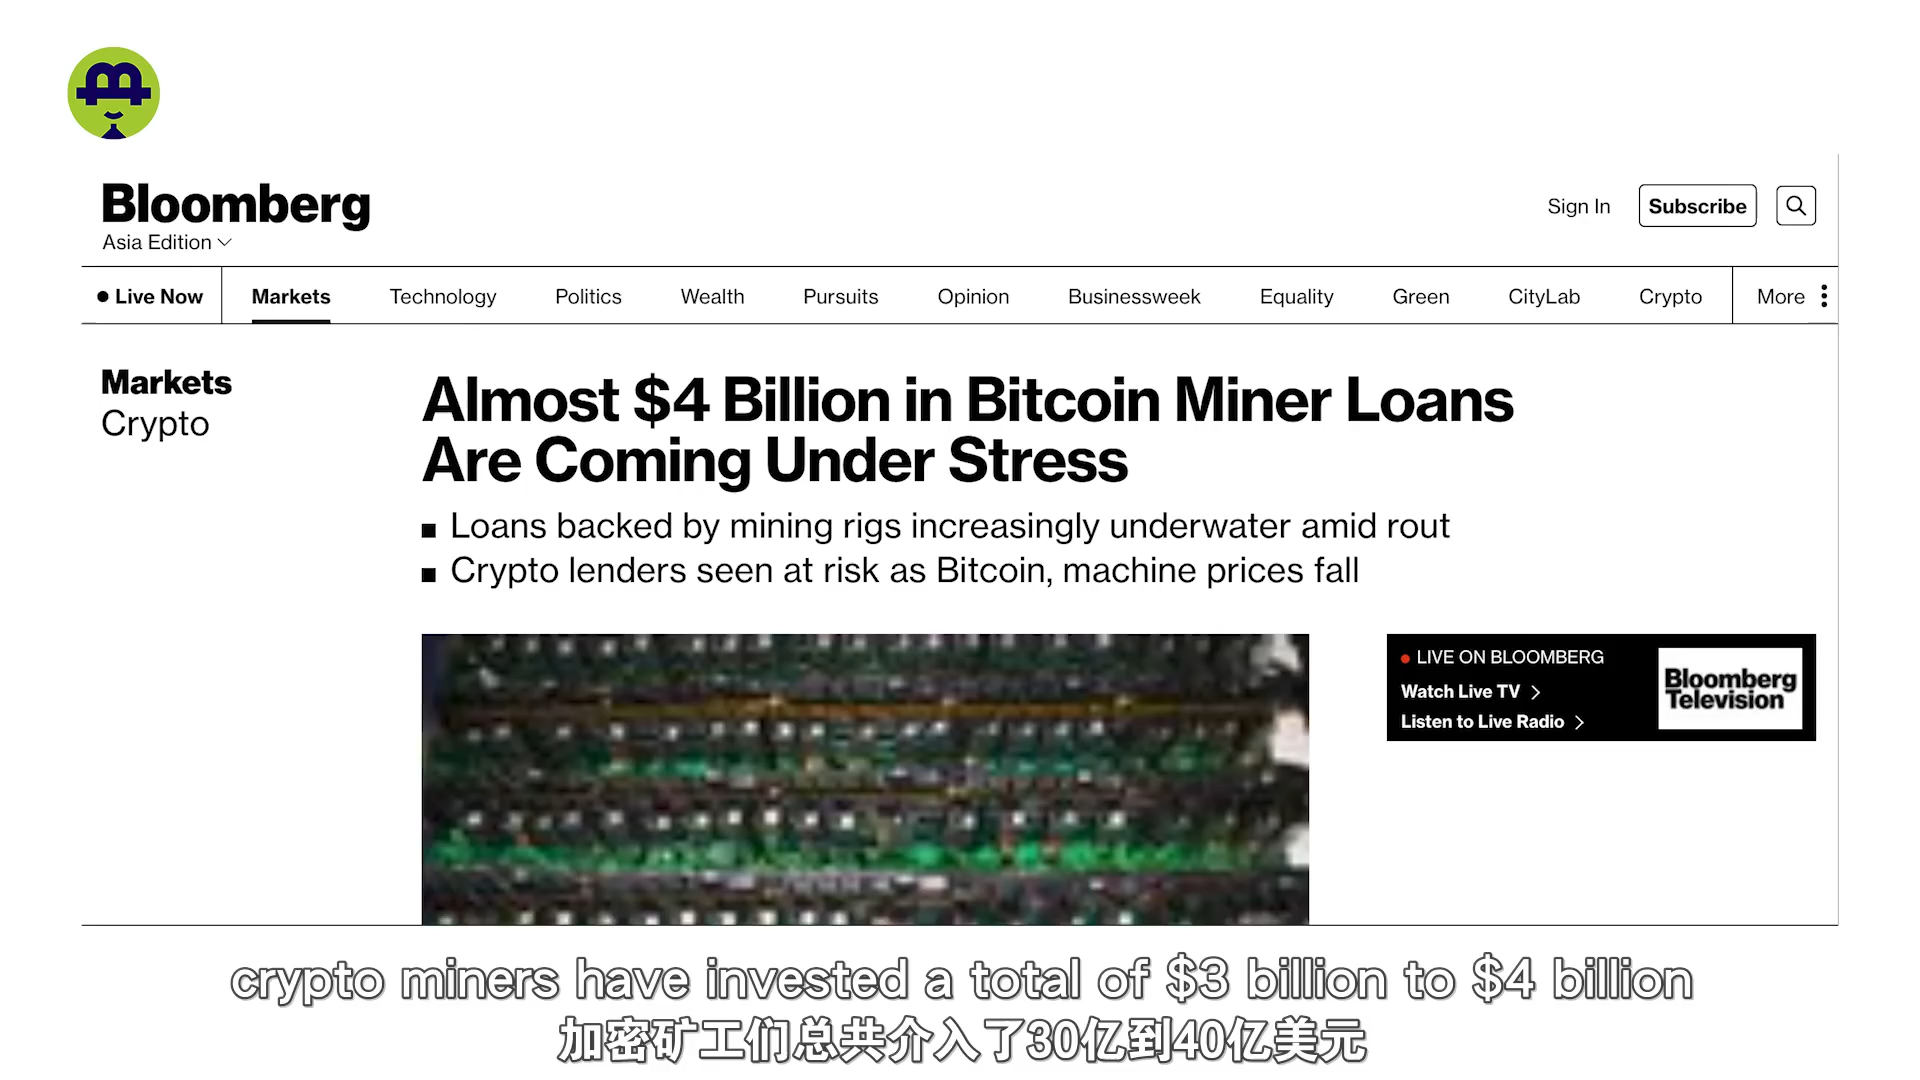 Bloomberg
Asia Edition
Sign In
Subscribe
Live Now
Markets
Technology
Politics
Wealth
Pursuits
Opinion
Businessweek
Equality
Green
CityLab
Crypto
More
Markets
Crypto
Almost $4 Billion in Bitcoin Miner Loans
Are Coming Under Stress
Loans backed by mining rigs increasingly underwater amid rout
Crypto lenders seen at risk as Bitcoin, machine prices fall
LIVE ON BLOOMBERG
Watch Live TV
Listen to Live Radio
Bloomberg
Television
crypto miners have invested a total of $3 billion to $4 billion
加密矿工们总共介入了30亿到40亿美元